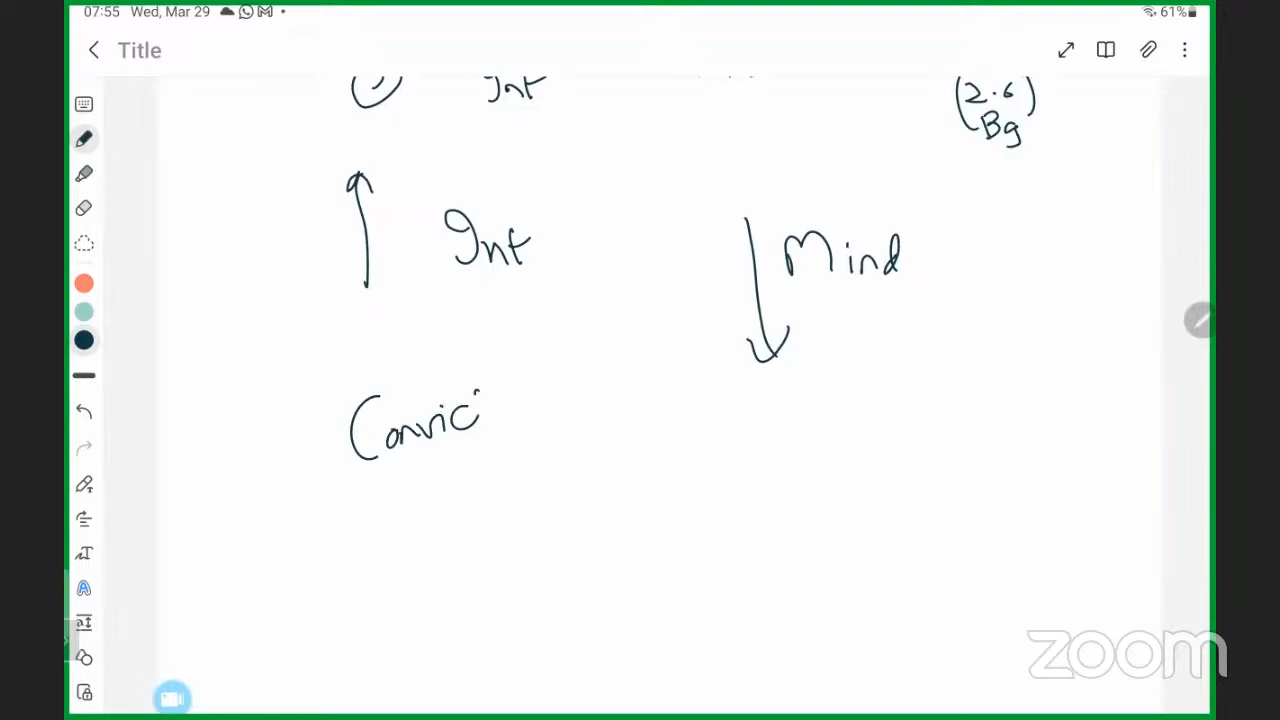 07:55 Wed, Mar 29
61%
Title
Int
(2.6)
Bg
Int
Mind
Convic
zoom